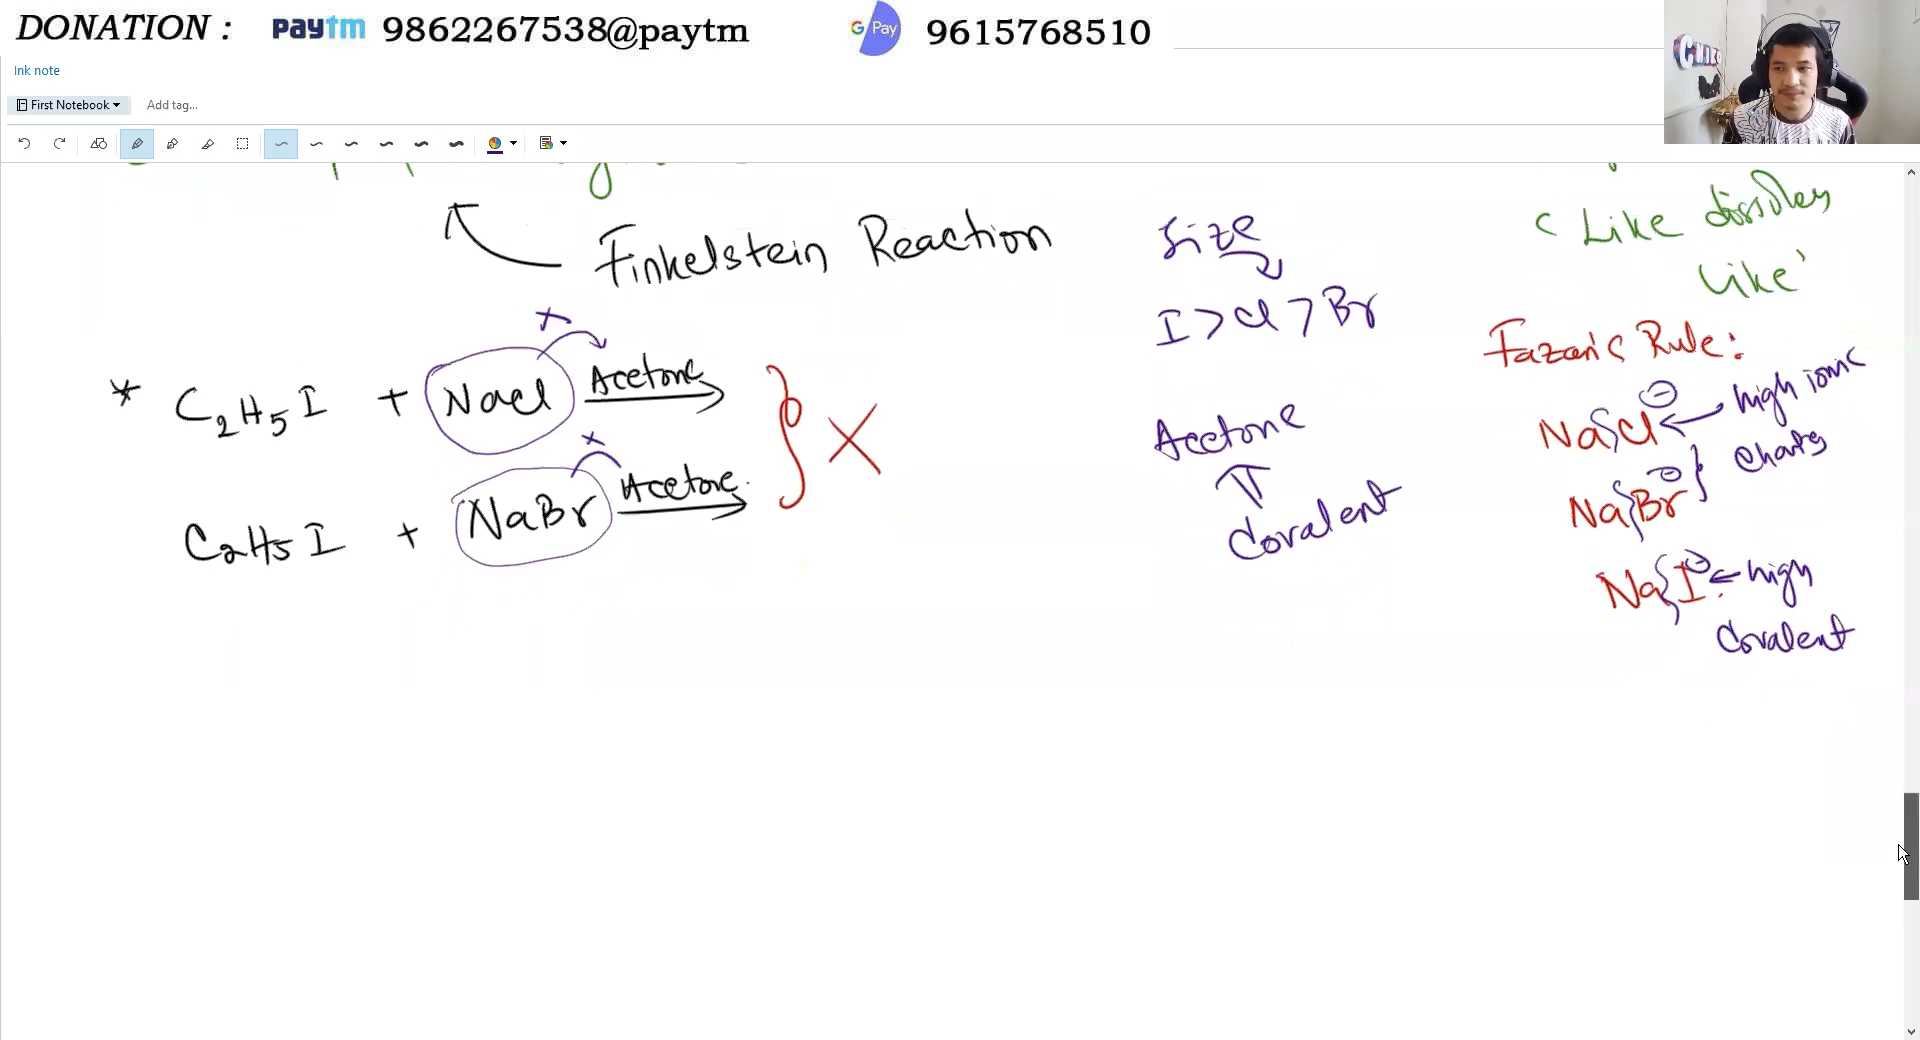 DONATION : paytm 9862267538@paytm G Pay 9615768510
Ink note
First Notebook Add tag...
Finkelstein Reaction
* C2H5I + NaCl Acetone
C2H5I + NaBr Acetone
X
Size
I > Cl > Br
Acetone
Covalent
Like dissolves
like'
Fazan's Rule:
NaCl ⊖ high ionic
NaBr ⊖ Charts
NaI ⊖ high
Covalent